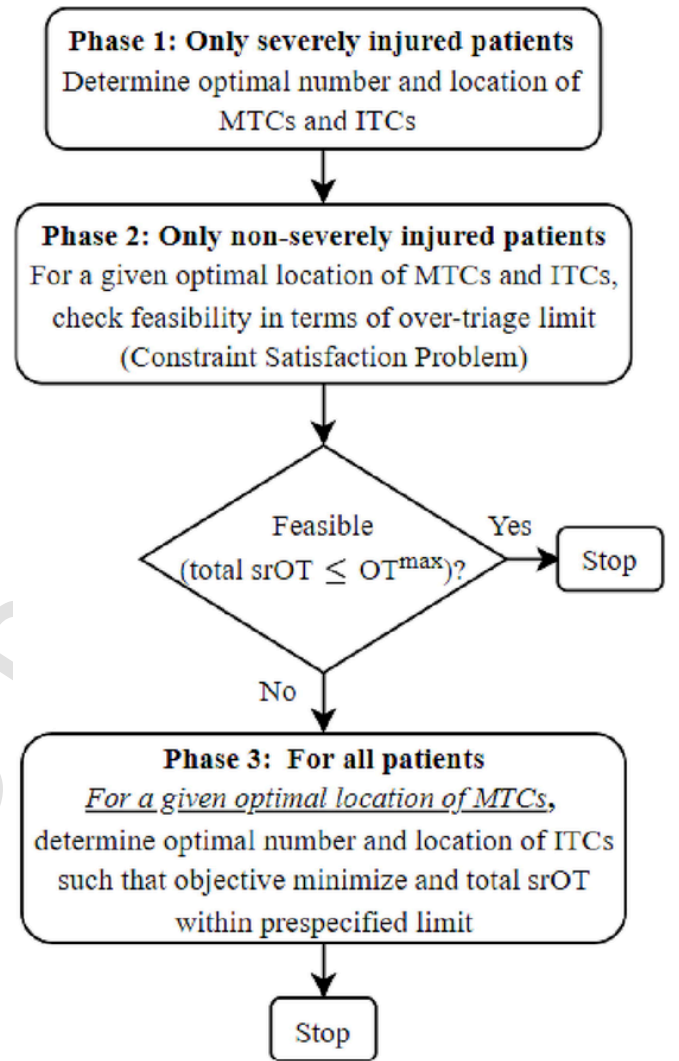 Phase 1: Only severely injured patients
Determine optimal number and location of
MTCs and ITCs
Phase 2: Only non-severely injured patients
For a given optimal location of MTCs and ITCs,
check feasibility in terms of over-triage limit
(Constraint Satisfaction Problem)
Feasible
(total srOT ≤ OT^max)?
Yes
Stop
No
Phase 3: For all patients
For a given optimal location of MTCs,
determine optimal number and location of ITCs
such that objective minimize and total srOT
within prespecified limit
Stop